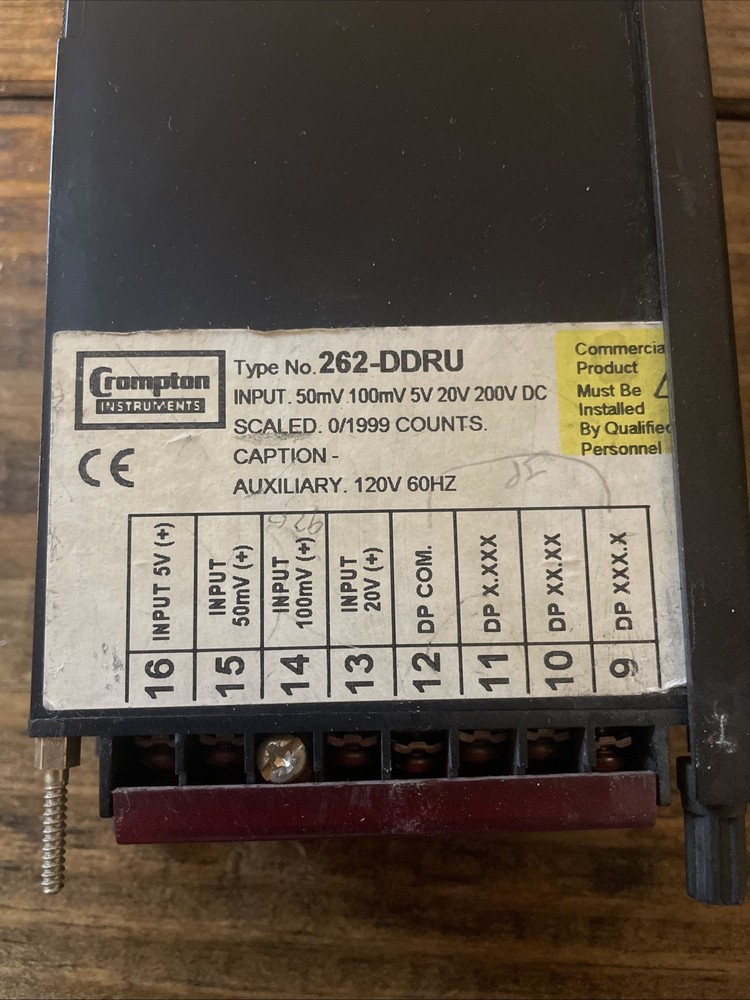 Crompton
INSTRUMENTS
CE
Type No. 262-DDRU
INPUT. 50mV 100mV 5V 20V 200V DC
SCALED. 0/1999 COUNTS.
CAPTION -
AUXILIARY. 120V 60HZ
Commercia
Product
Must Be
Installed
By Qualified
Personnel
INPUT 5V (+)
INPUT
50mV (+)
INPUT
100mV (+)
INPUT
20V (+)
DP COM.
DP X.XXX
DP XX.XX
DP XXX.X
16
15
14
13
12
11
10
9